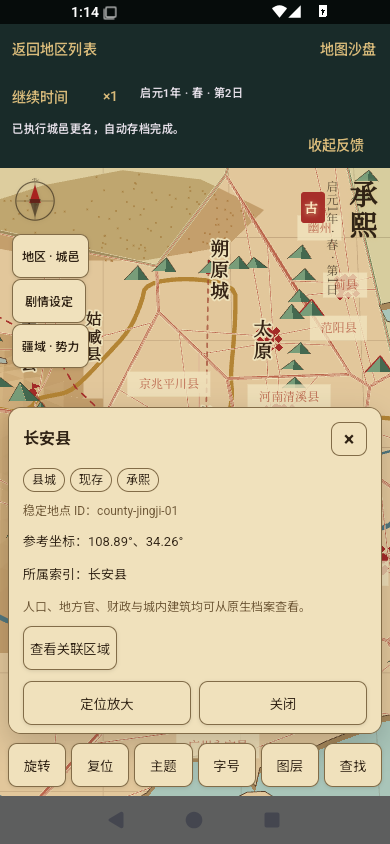 1:14
返回地区列表
地图沙盘
继续时间
×1
启元1年 · 春 · 第2日
已执行城邑更名，自动存档完成。
收起反馈
承熙
启元1年 · 春 · 第1日
古
幽州
蓟县
地区 · 城邑
剧情设定
疆域 · 势力
朔原城
姑臧县
太原
范阳县
京兆平川县
河南清溪县
长安县
×
县城
现存
承熙
稳定地点 ID：county-jingji-01
参考坐标：108.89°、34.26°
所属索引：长安县
人口、地方官、财政与城内建筑均可从原生档案查看。
查看关联区域
定位放大
关闭
旋转
复位
主题
字号
图层
查找